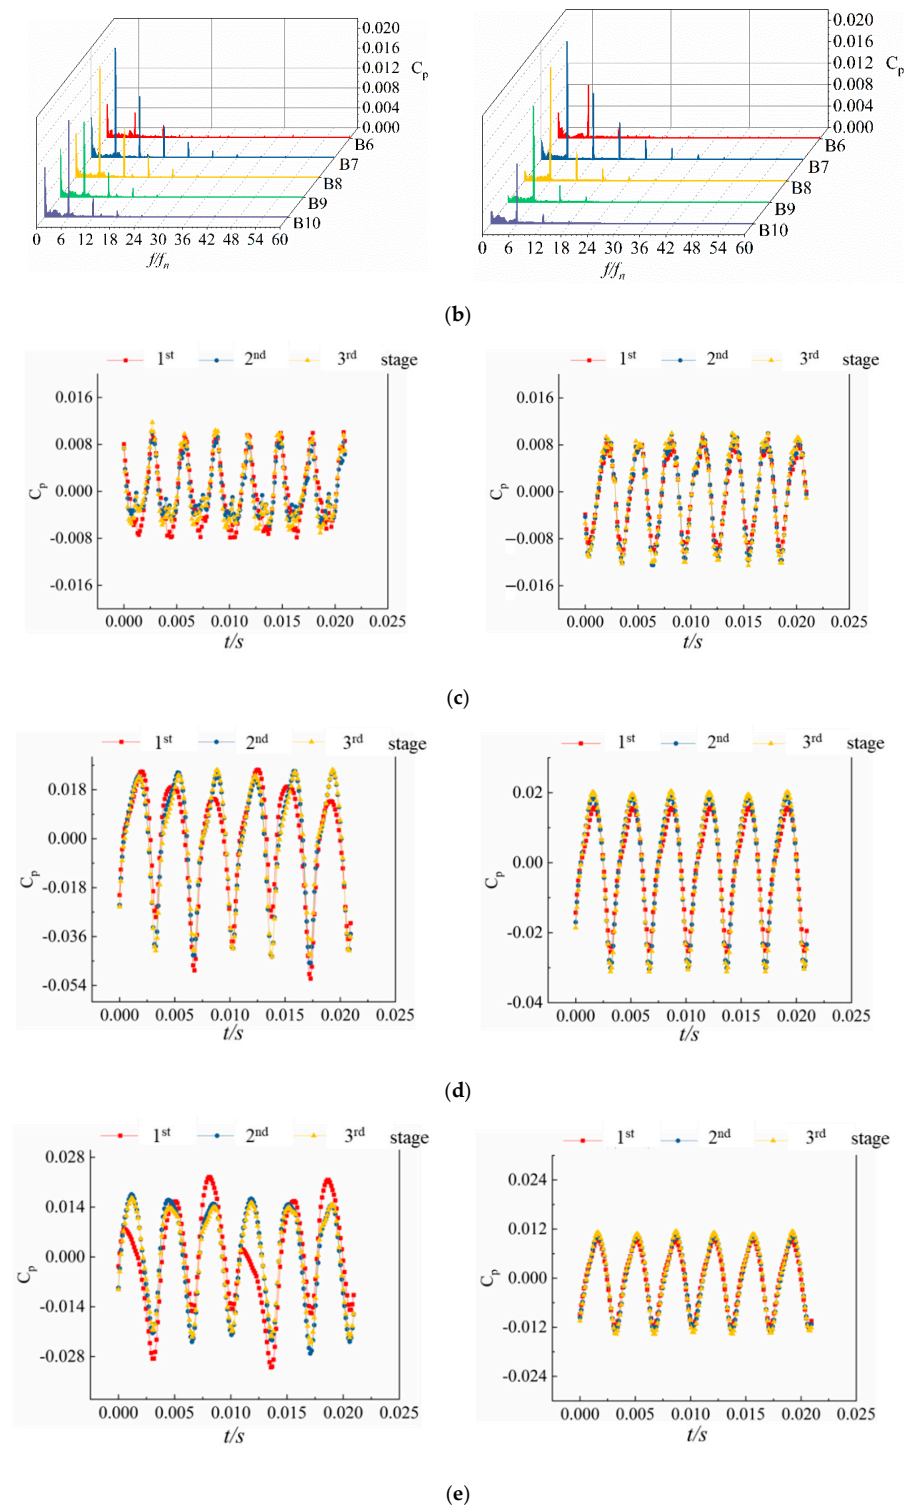 0.020
0.016
0.012
0.008
0.004
0.000
Cp
B6
B7
B8
B9
B10
0 6 12 18 24 30 36 42 48 54 60
f/fn
0.020
0.016
0.012
0.008
0.004
0.000
Cp
B6
B7
B8
B9
B10
0 6 12 18 24 30 36 42 48 54 60
f/fn
(b)
1st 2nd 3rd stage
0.016
0.008
0.000
-0.008
-0.016
Cp
0.000 0.005 0.010 0.015 0.020 0.025
t/s
1st 2nd 3rd stage
0.016
0.008
0.000
-0.008
-0.016
Cp
0.000 0.005 0.010 0.015 0.020 0.025
t/s
(c)
1st 2nd 3rd stage
0.018
0.000
-0.018
-0.036
-0.054
Cp
0.000 0.005 0.010 0.015 0.020 0.025
t/s
1st 2nd 3rd stage
0.02
0.00
-0.02
-0.04
Cp
0.000 0.005 0.010 0.015 0.020 0.025
t/s
(d)
1st 2nd 3rd stage
0.028
0.014
0.000
-0.014
-0.028
Cp
0.000 0.005 0.010 0.015 0.020 0.025
t/s
1st 2nd 3rd stage
0.024
0.012
0.000
-0.012
-0.024
Cp
0.000 0.005 0.010 0.015 0.020 0.025
t/s
(e)